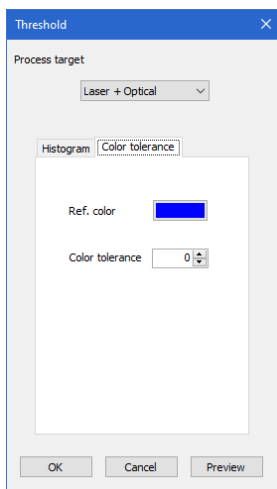 Threshold
Process target
Laser + Optical
Histogram Color tolerance
Ref. color
Color tolerance 0
OK Cancel Preview